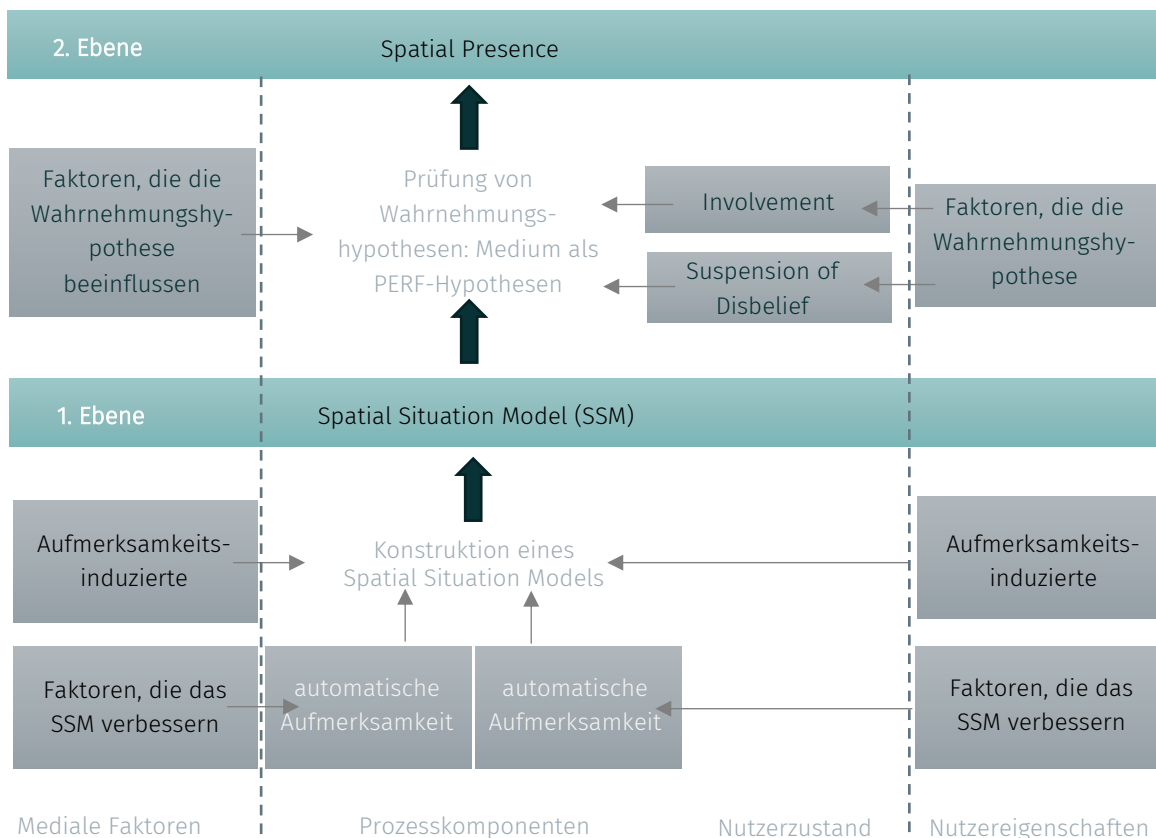 2. Ebene
Spatial Presence
Faktoren, die die
Wahrnehmungshy-
pothese
beeinflussen
Prüfung von
Wahrnehmungs-
hypothesen: Medium als
PERF-Hypothesen
Involvement
Suspension of
Disbelief
Faktoren, die die
Wahrnehmungshy-
pothese
1. Ebene
Spatial Situation Model (SSM)
Aufmerksamkeits-
induzierte
Konstruktion eines
Spatial Situation Models
Aufmerksamkeits-
induzierte
Faktoren, die das
SSM verbessern
automatische
Aufmerksamkeit
automatische
Aufmerksamkeit
Faktoren, die das
SSM verbessern
Mediale Faktoren
Prozesskomponenten
Nutzerzustand
Nutzereigenschaften